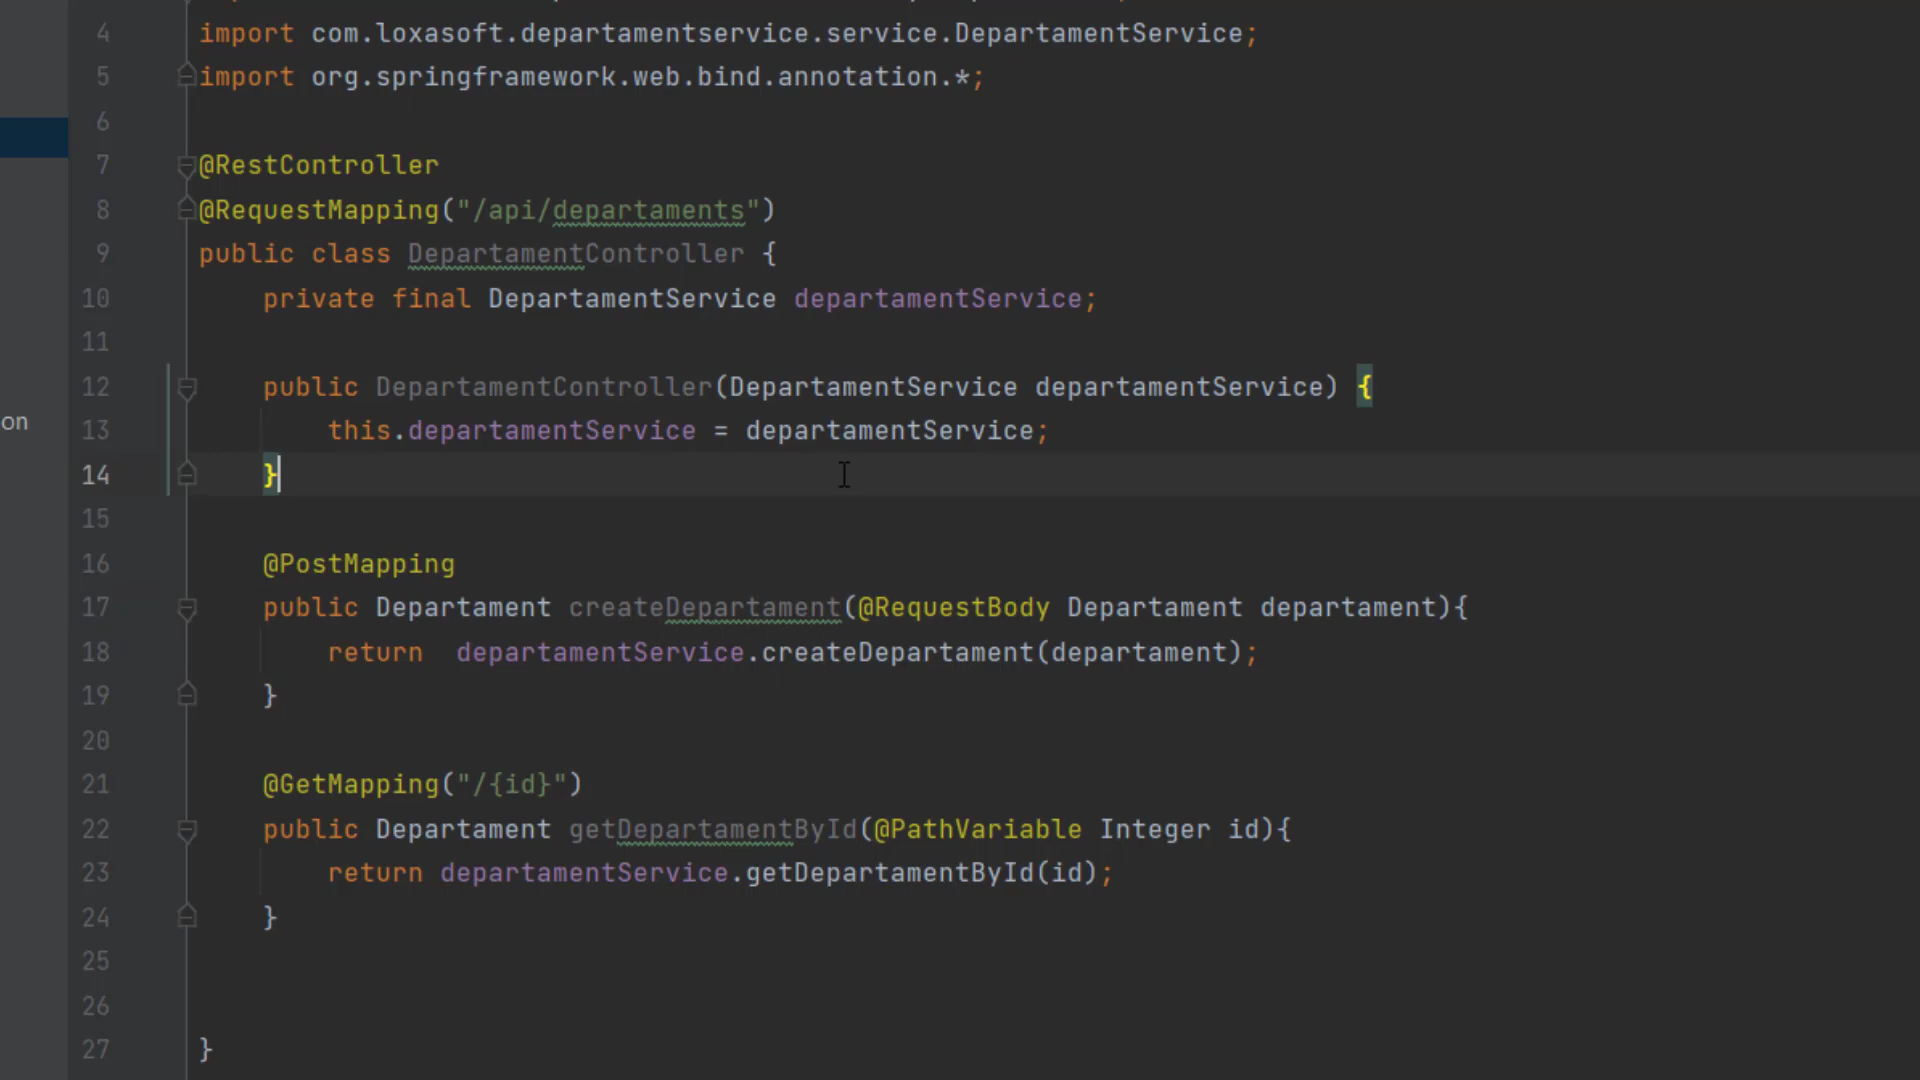 4 import com.loxasoft.departamentservice.service.DepartamentService;
5 import org.springframework.web.bind.annotation.*;
6
7 @RestController
8 @RequestMapping("/api/departaments")
9 public class DepartamentController {
10 private final DepartamentService departamentService;
11
12 public DepartamentController(DepartamentService departamentService) {
on
13 this.departamentService = departamentService;
14 }
15
16 @PostMapping
17 public Departament createDepartament(@RequestBody Departament departament){
18 return departamentService.createDepartament(departament);
19 }
20
21 @GetMapping("/{id}")
22 public Departament getDepartamentById(@PathVariable Integer id){
23 return departamentService.getDepartamentById(id);
24 }
25
26
27 }